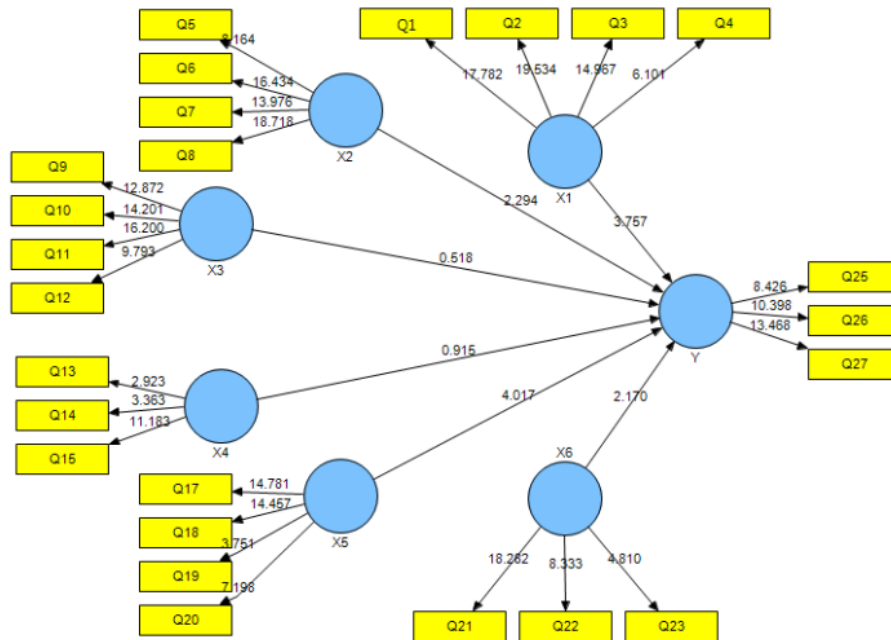 Q1
Q2
Q3
Q4
17.782
19.534
14.967
6.101
X1
3.757
Q5
Q6
Q7
Q8
8.164
16.434
13.976
18.718
X2
2.294
Q9
Q10
Q11
Q12
12.872
14.201
16.200
9.793
X3
0.518
Q13
Q14
Q15
2.923
3.363
11.183
X4
0.915
Q17
Q18
Q19
Q20
14.781
14.457
3.751
7.198
X5
4.017
X6
2.170
18.282
8.333
4.810
Q21
Q22
Q23
Y
8.426
10.398
13.468
Q25
Q26
Q27